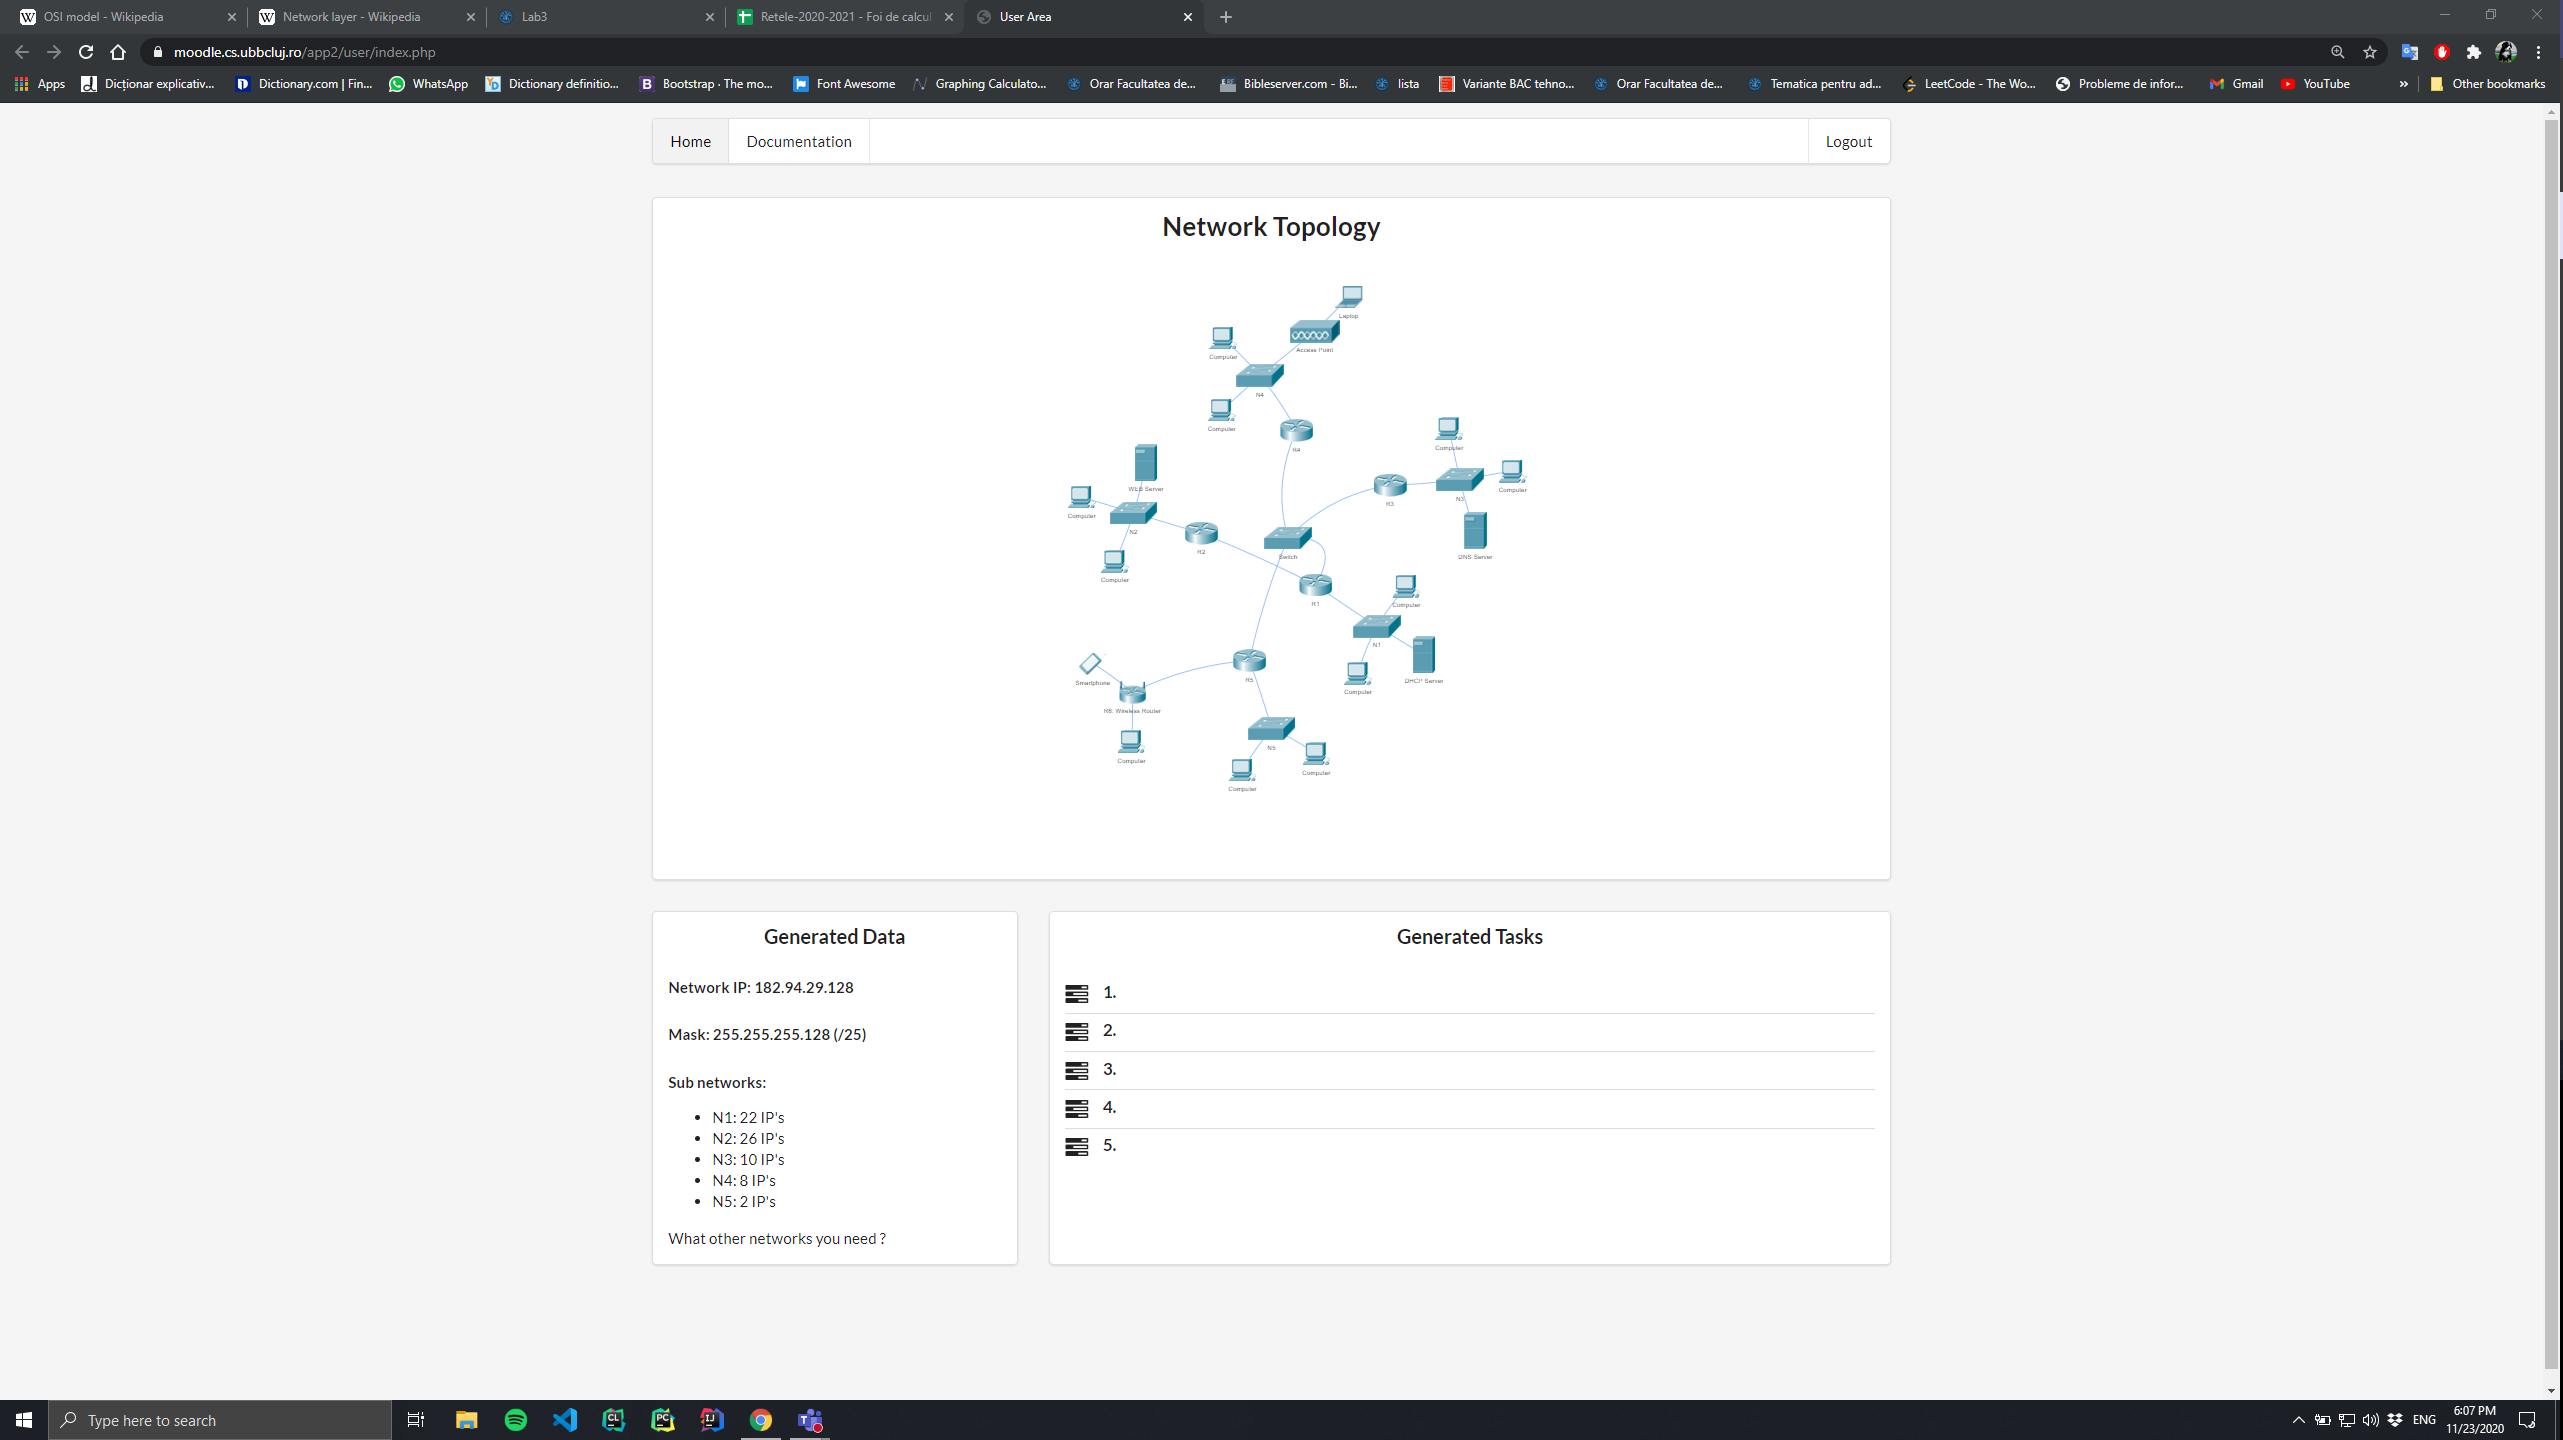 OSI model - Wikipedia
Network layer - Wikipedia
Lab3
Retele-2020-2021 - Foi de calcul
User Area
moodle.cs.ubbcluj.ro/app2/user/index.php
Apps
Dicționar explicativ...
Dictionary.com | Fin...
WhatsApp
Dictionary definitio...
Bootstrap · The mo...
Font Awesome
Graphing Calculato...
Orar Facultatea de...
Bibleserver.com - Bi...
lista
Variante BAC tehno...
Orar Facultatea de...
Tematica pentru ad...
LeetCode - The Wo...
Probleme de infor...
Gmail
YouTube
»
Other bookmarks
Home
Documentation
Logout
Network Topology
Laptop
Access Point
Computer
N4
Computer
R4
Computer
WEB Server
R3
N3
Computer
Computer
N2
R2
Switch
DNS Server
Computer
R1
Computer
N1
Smartphone
R5
Computer
DHCP Server
R6: Wireless Router
N5
Computer
Computer
Computer
Generated Data
Network IP: 182.94.29.128
Mask: 255.255.255.128 (/25)
Sub networks:
• N1: 22 IP's
• N2: 26 IP's
• N3: 10 IP's
• N4: 8 IP's
• N5: 2 IP's
What other networks you need ?
Generated Tasks
1.
2.
3.
4.
5.
Type here to search
ENG
6:07 PM
11/23/2020